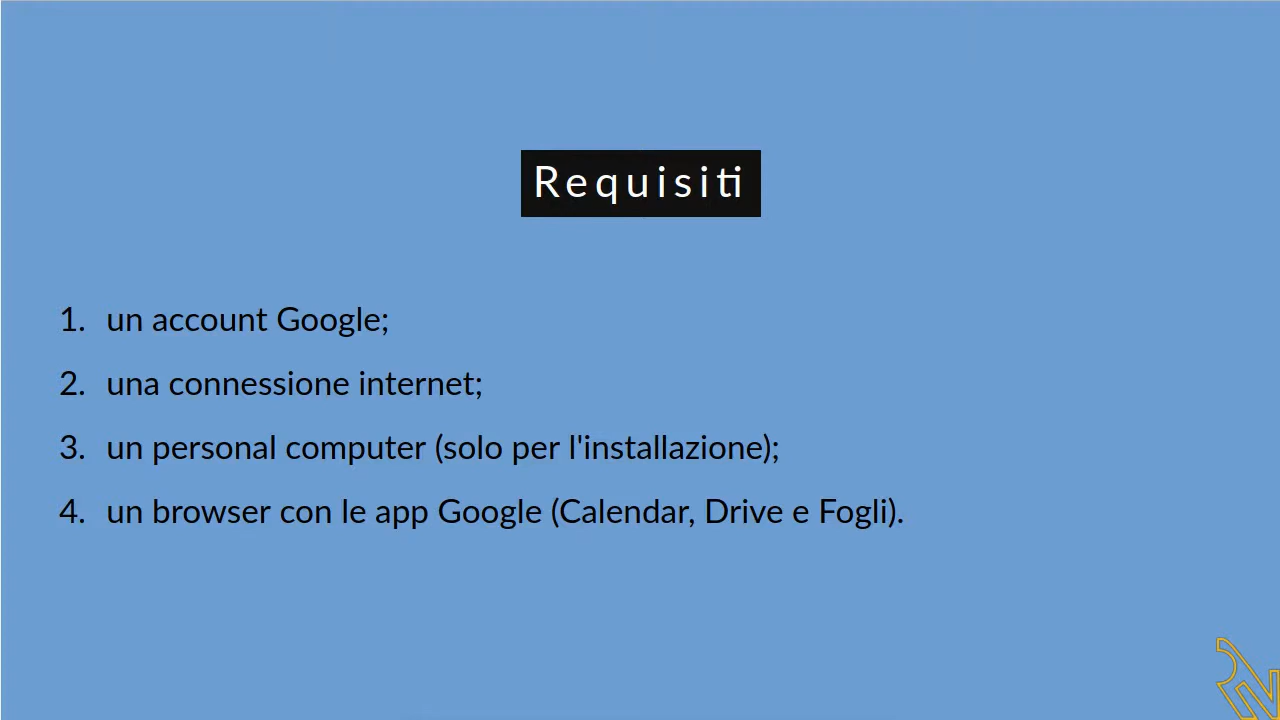 Requisiti
1. un account Google;
2. una connessione internet;
3. un personal computer (solo per l'installazione);
4. un browser con le app Google (Calendar, Drive e Fogli).